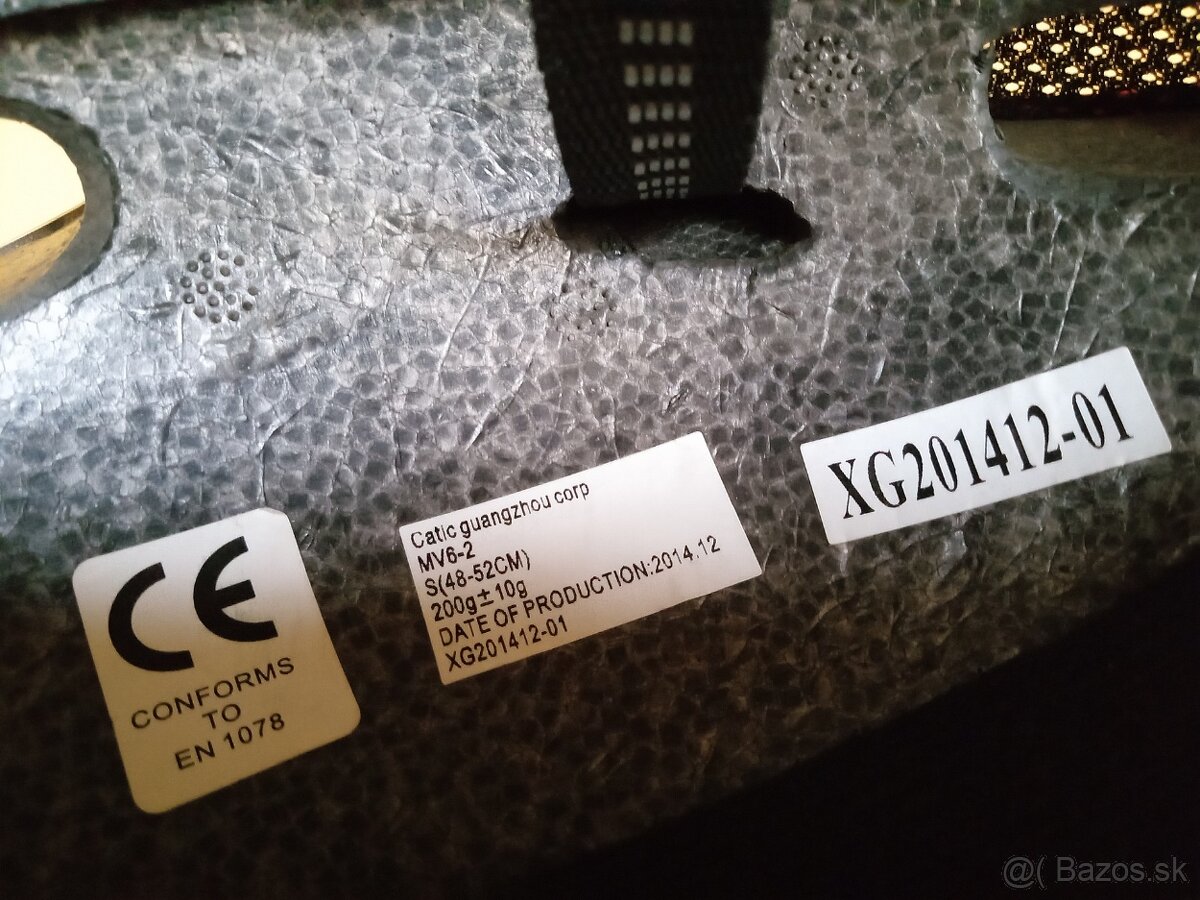 CE
CONFORMS
TO
EN 1078
Catic guangzhou corp
MV6-2
S(48-52CM)
200g±10g
DATE OF PRODUCTION:2014.12
XG201412-01
XG201412-01
@( Bazos.sk